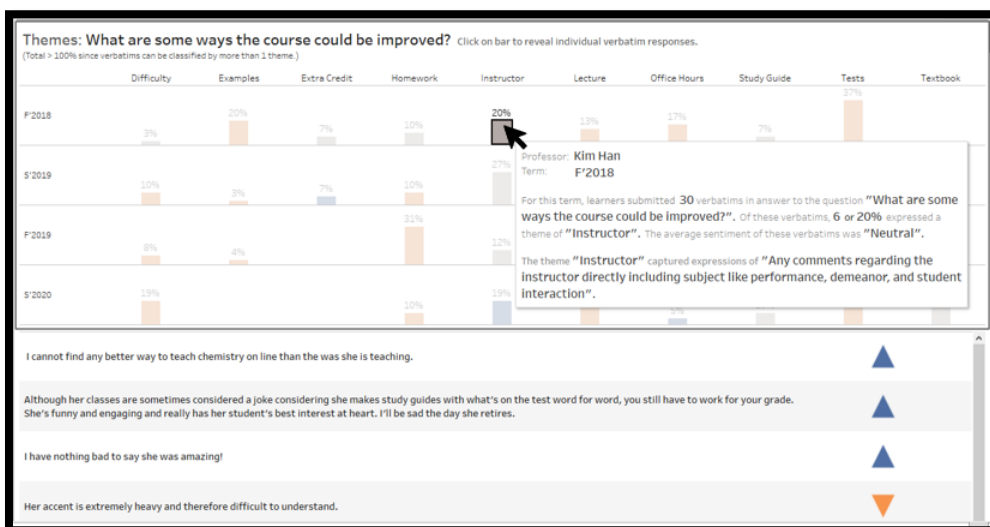 Themes: What are some ways the course could be improved? Click on bar to reveal individual verbatim responses.
(Total > 100% since verbatims can be classified by more than 1 theme.)
Difficulty Examples Extra Credit Homework Instructor Lecture Office Hours Study Guide Tests Textbook
F'2018 3% 20% 7% 10% 20% 13% 17% 7% 37%
S'2019 10% 3% 7% 10% 27%
F'2019 8% 4% 31% 12%
S'2020 19% 10% 19% 5%
Professor: Kim Han
Term: F'2018
For this term, learners submitted 30 verbatims in answer to the question "What are some
ways the course could be improved?". Of these verbatims, 6 or 20% expressed a
theme of "Instructor". The average sentiment of these verbatims was "Neutral".
The theme "Instructor" captured expressions of "Any comments regarding the
instructor directly including subject like performance, demeanor, and student
interaction".
I cannot find any better way to teach chemistry on line than the was she is teaching.
Although her classes are sometimes considered a joke considering she makes study guides with what's on the test word for word, you still have to work for your grade.
She's funny and engaging and really has her student's best interest at heart. I'll be sad the day she retires.
I have nothing bad to say she was amazing!
Her accent is extremely heavy and therefore difficult to understand.